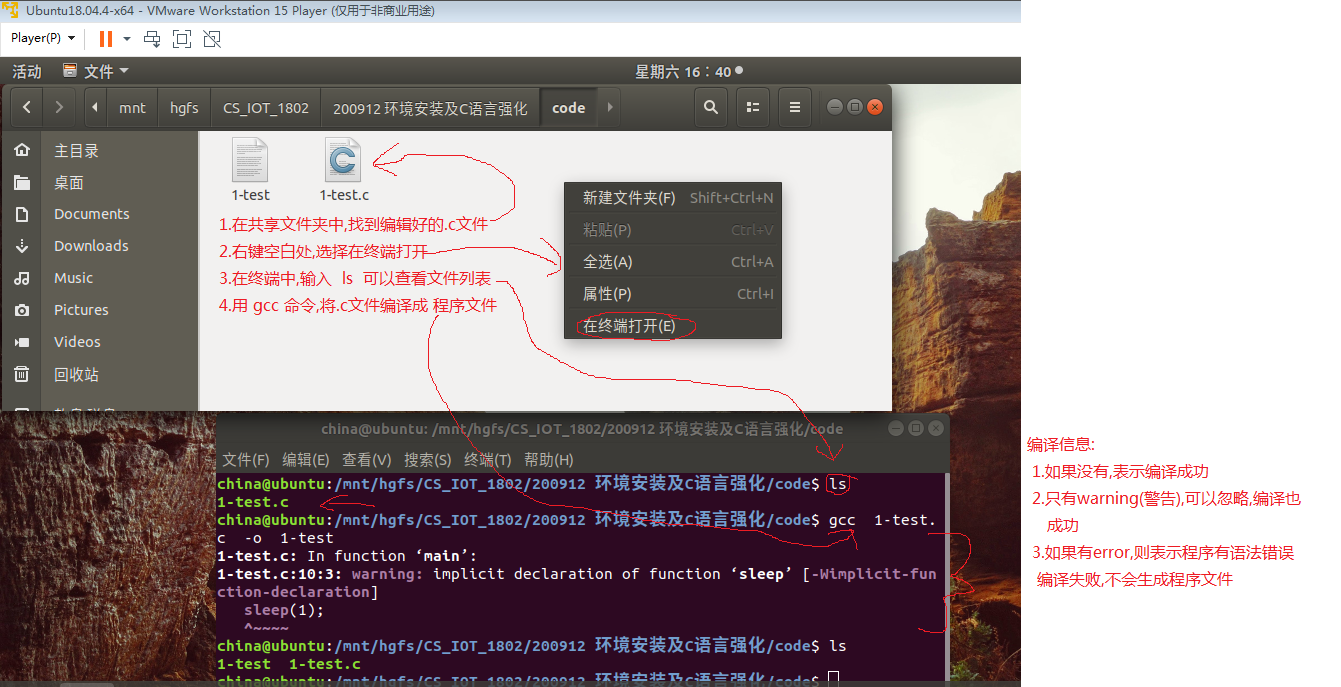 Ubuntu18.04.4-x64 - VMware Workstation 15 Player (仅用于非商业用途)
Player(P)
活动 文件 星期六 16：40
mnt hgfs CS_IOT_1802 200912 环境安装及C语言强化 code
主目录
桌面
Documents
Downloads
Music
Pictures
Videos
回收站
1-test 1-test.c
1.在共享文件夹中,找到编辑好的.c文件
2.右键空白处,选择在终端打开
3.在终端中,输入 ls 可以查看文件列表
4.用 gcc 命令,将.c文件编译成 程序文件
新建文件夹(F) Shift+Ctrl+N
粘贴(P) Ctrl+V
全选(A) Ctrl+A
属性(P) Ctrl+I
在终端打开(E)
china@ubuntu: /mnt/hgfs/CS_IOT_1802/200912 环境安装及C语言强化/code
文件(F) 编辑(E) 查看(V) 搜索(S) 终端(T) 帮助(H)
china@ubuntu:/mnt/hgfs/CS_IOT_1802/200912 环境安装及C语言强化/code$ ls
1-test.c
china@ubuntu:/mnt/hgfs/CS_IOT_1802/200912 环境安装及C语言强化/code$ gcc 1-test.
c -o 1-test
1-test.c: In function ‘main’:
1-test.c:10:3: warning: implicit declaration of function ‘sleep’ [-Wimplicit-fun
ction-declaration]
sleep(1);
^~~~~
china@ubuntu:/mnt/hgfs/CS_IOT_1802/200912 环境安装及C语言强化/code$ ls
1-test 1-test.c
china@ubuntu:/mnt/hgfs/CS_IOT_1802/200912 环境安装及C语言强化/code$
编译信息:
1.如果没有,表示编译成功
2.只有warning(警告),可以忽略,编译也
成功
3.如果有error,则表示程序有语法错误
编译失败,不会生成程序文件